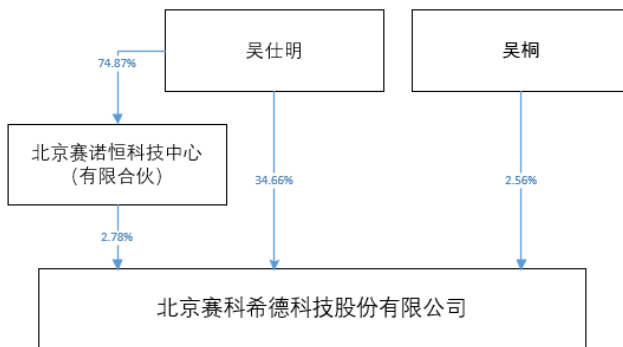 吴仕明
吴桐
74.87%
北京赛诺恒科技中心
(有限合伙)
34.66%
2.56%
2.78%
北京赛科希德科技股份有限公司